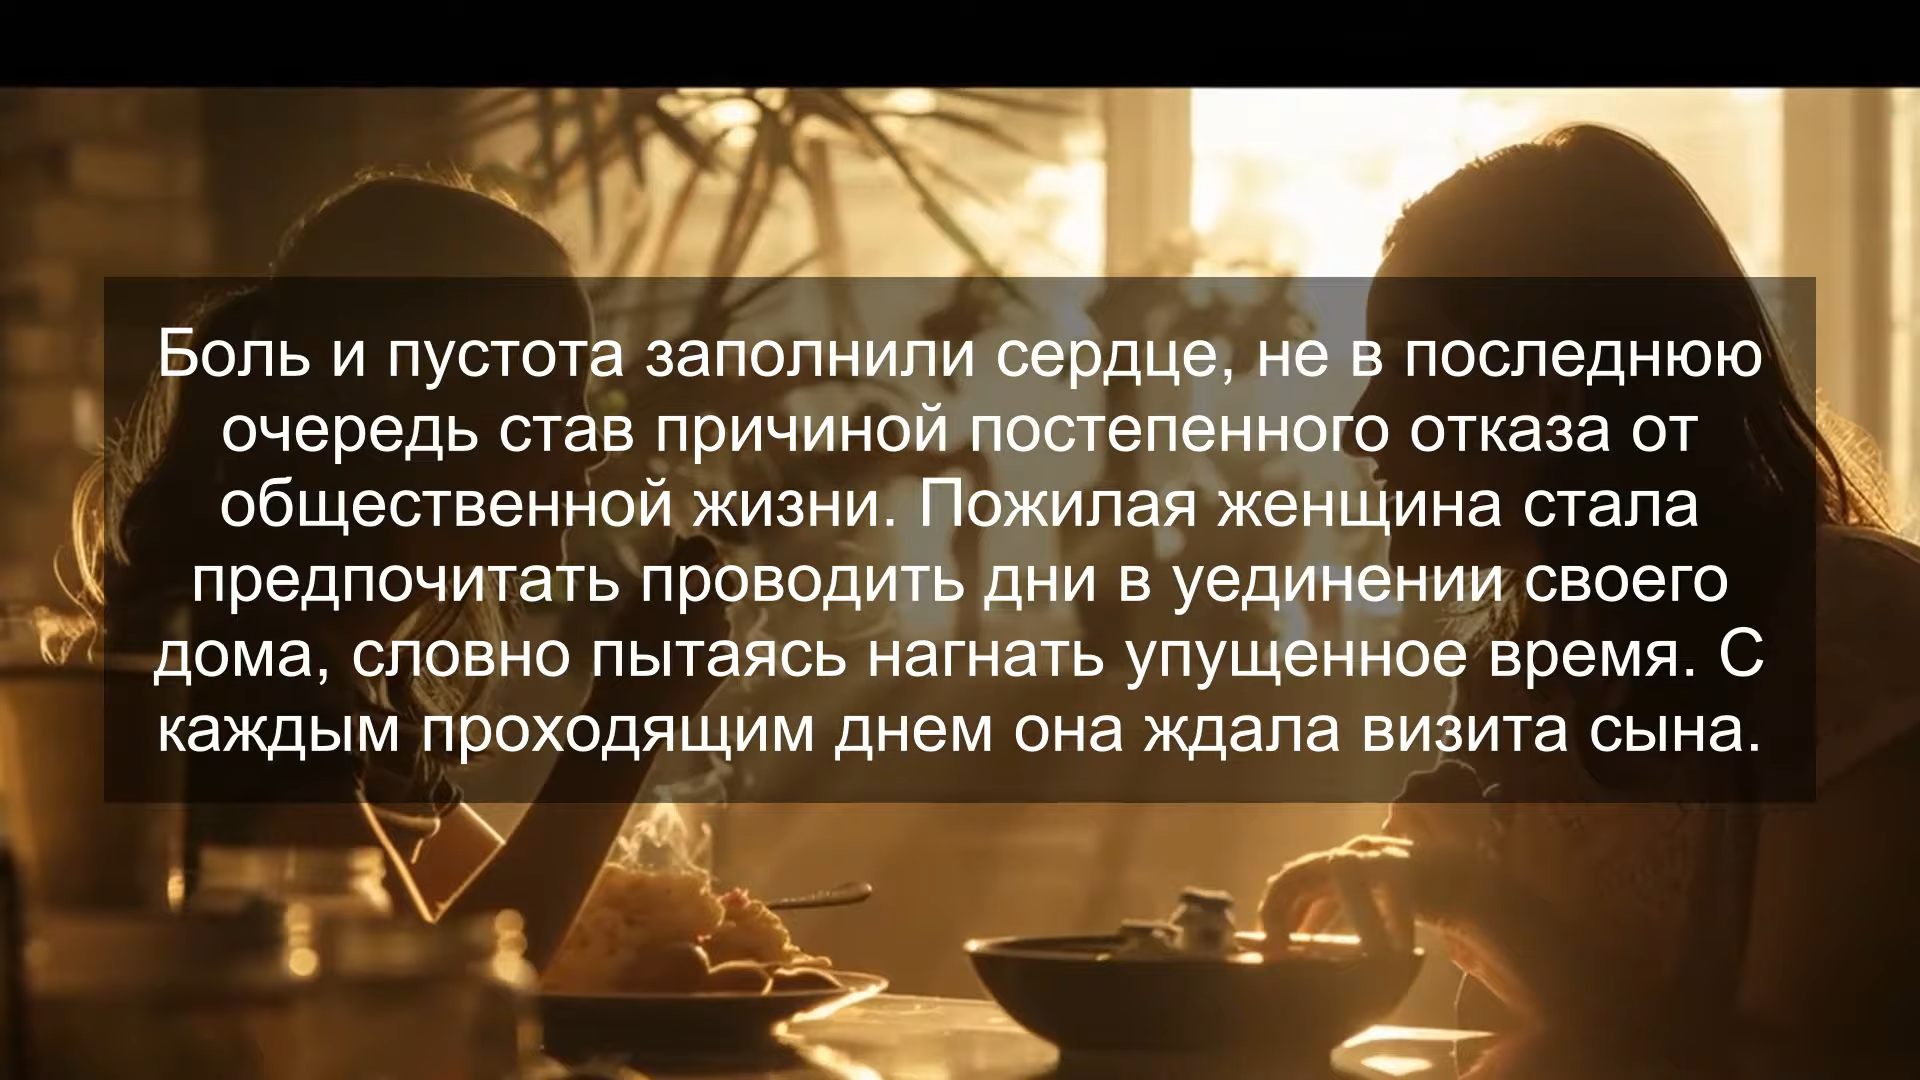 Боль и пустота заполнили сердце, не в последнюю
очередь став причиной постепенного отказа от
общественной жизни. Пожилая женщина стала
предпочитать проводить дни в уединении своего
дома, словно пытаясь нагнать упущенное время. С
каждым проходящим днем она ждала визита сына.